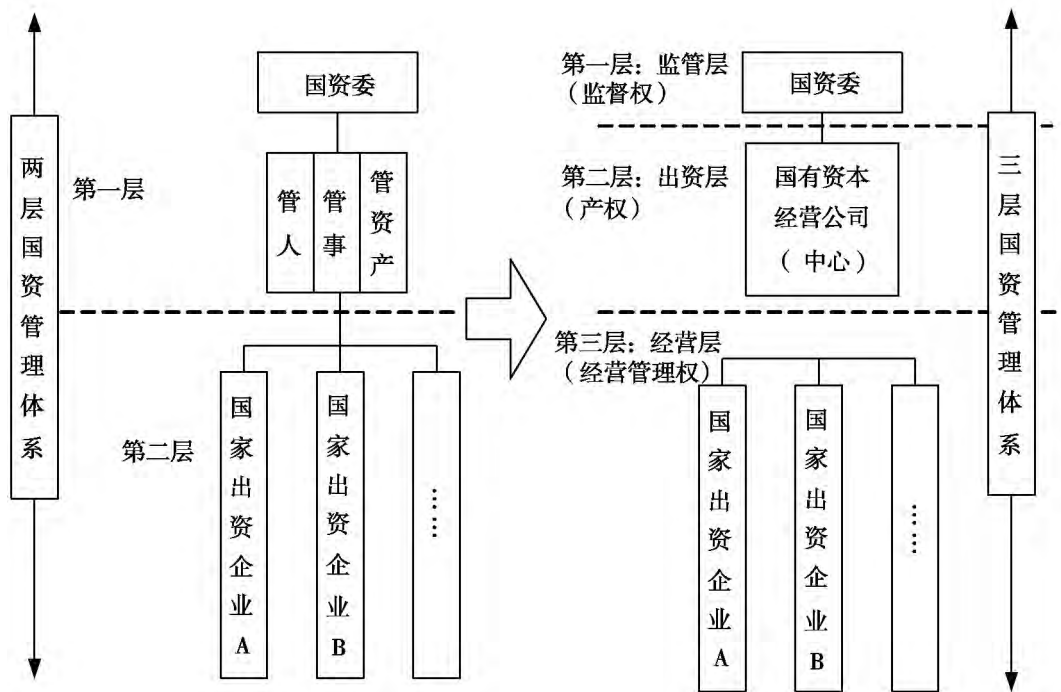 两层国资管理体系
第一层
国资委
管人
管事
管资产
第二层
国家出资企业A
国家出资企业B
……
第一层：监管层
（监督权）
国资委
第二层：出资层
（产权）
国有资本
经营公司
（ 中心）
第三层：经营层
（经营管理权）
国家出资企业A
国家出资企业B
……
三层国资管理体系